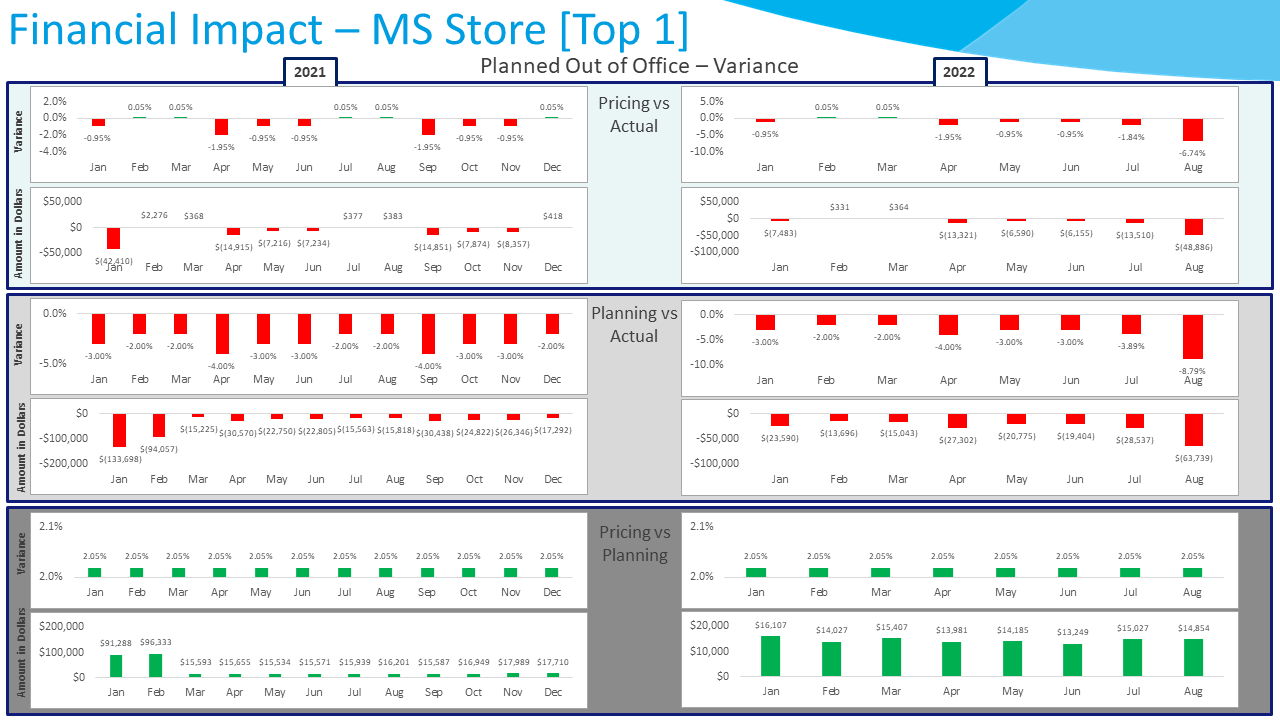 Financial Impact – MS Store [Top 1]
Planned Out of Office – Variance
2021
2022
Pricing vs
Actual
Variance
2.0%
0.0%
-2.0%
-4.0%
-0.95% 0.05% 0.05% -1.95% -0.95% -0.95% 0.05% 0.05% -1.95% -0.95% -0.95% 0.05%
Jan Feb Mar Apr May Jun Jul Aug Sep Oct Nov Dec
5.0%
0.0%
-5.0%
-10.0%
-0.95% 0.05% 0.05% -1.95% -0.95% -0.95% -1.84% -6.74%
Jan Feb Mar Apr May Jun Jul Aug
Amount in Dollars
$50,000
$0
-$50,000
$(42,410) $2,276 $368 $(14,915) $(7,216) $(7,234) $377 $383 $(14,851) $(7,874) $(8,357) $418
Jan Feb Mar Apr May Jun Jul Aug Sep Oct Nov Dec
$50,000
$0
-$50,000
-$100,000
$(7,483) $331 $364 $(13,321) $(6,590) $(6,155) $(13,510) $(48,886)
Jan Feb Mar Apr May Jun Jul Aug
Planning vs
Actual
Variance
0.0%
-5.0%
-3.00% -2.00% -2.00% -4.00% -3.00% -3.00% -2.00% -2.00% -4.00% -3.00% -3.00% -2.00%
Jan Feb Mar Apr May Jun Jul Aug Sep Oct Nov Dec
0.0%
-5.0%
-10.0%
-3.00% -2.00% -2.00% -4.00% -3.00% -3.00% -3.89% -8.79%
Jan Feb Mar Apr May Jun Jul Aug
Amount in Dollars
$0
-$100,000
-$200,000
$(133,698) $(94,057) $(15,225) $(30,570) $(22,750) $(22,805) $(15,563) $(15,818) $(30,438) $(24,822) $(26,346) $(17,292)
Jan Feb Mar Apr May Jun Jul Aug Sep Oct Nov Dec
$0
-$50,000
-$100,000
$(23,590) $(13,696) $(15,043) $(27,302) $(20,775) $(19,404) $(28,537) $(63,739)
Jan Feb Mar Apr May Jun Jul Aug
Pricing vs
Planning
Variance
2.1%
2.0%
2.05% 2.05% 2.05% 2.05% 2.05% 2.05% 2.05% 2.05% 2.05% 2.05% 2.05% 2.05%
Jan Feb Mar Apr May Jun Jul Aug Sep Oct Nov Dec
2.1%
2.0%
2.05% 2.05% 2.05% 2.05% 2.05% 2.05% 2.05% 2.05%
Jan Feb Mar Apr May Jun Jul Aug
Amount in Dollars
$200,000
$100,000
$0
$91,288 $96,333 $15,593 $15,655 $15,534 $15,571 $15,939 $16,201 $15,587 $16,949 $17,989 $17,710
Jan Feb Mar Apr May Jun Jul Aug Sep Oct Nov Dec
$20,000
$10,000
$0
$16,107 $14,027 $15,407 $13,981 $14,185 $13,249 $15,027 $14,854
Jan Feb Mar Apr May Jun Jul Aug